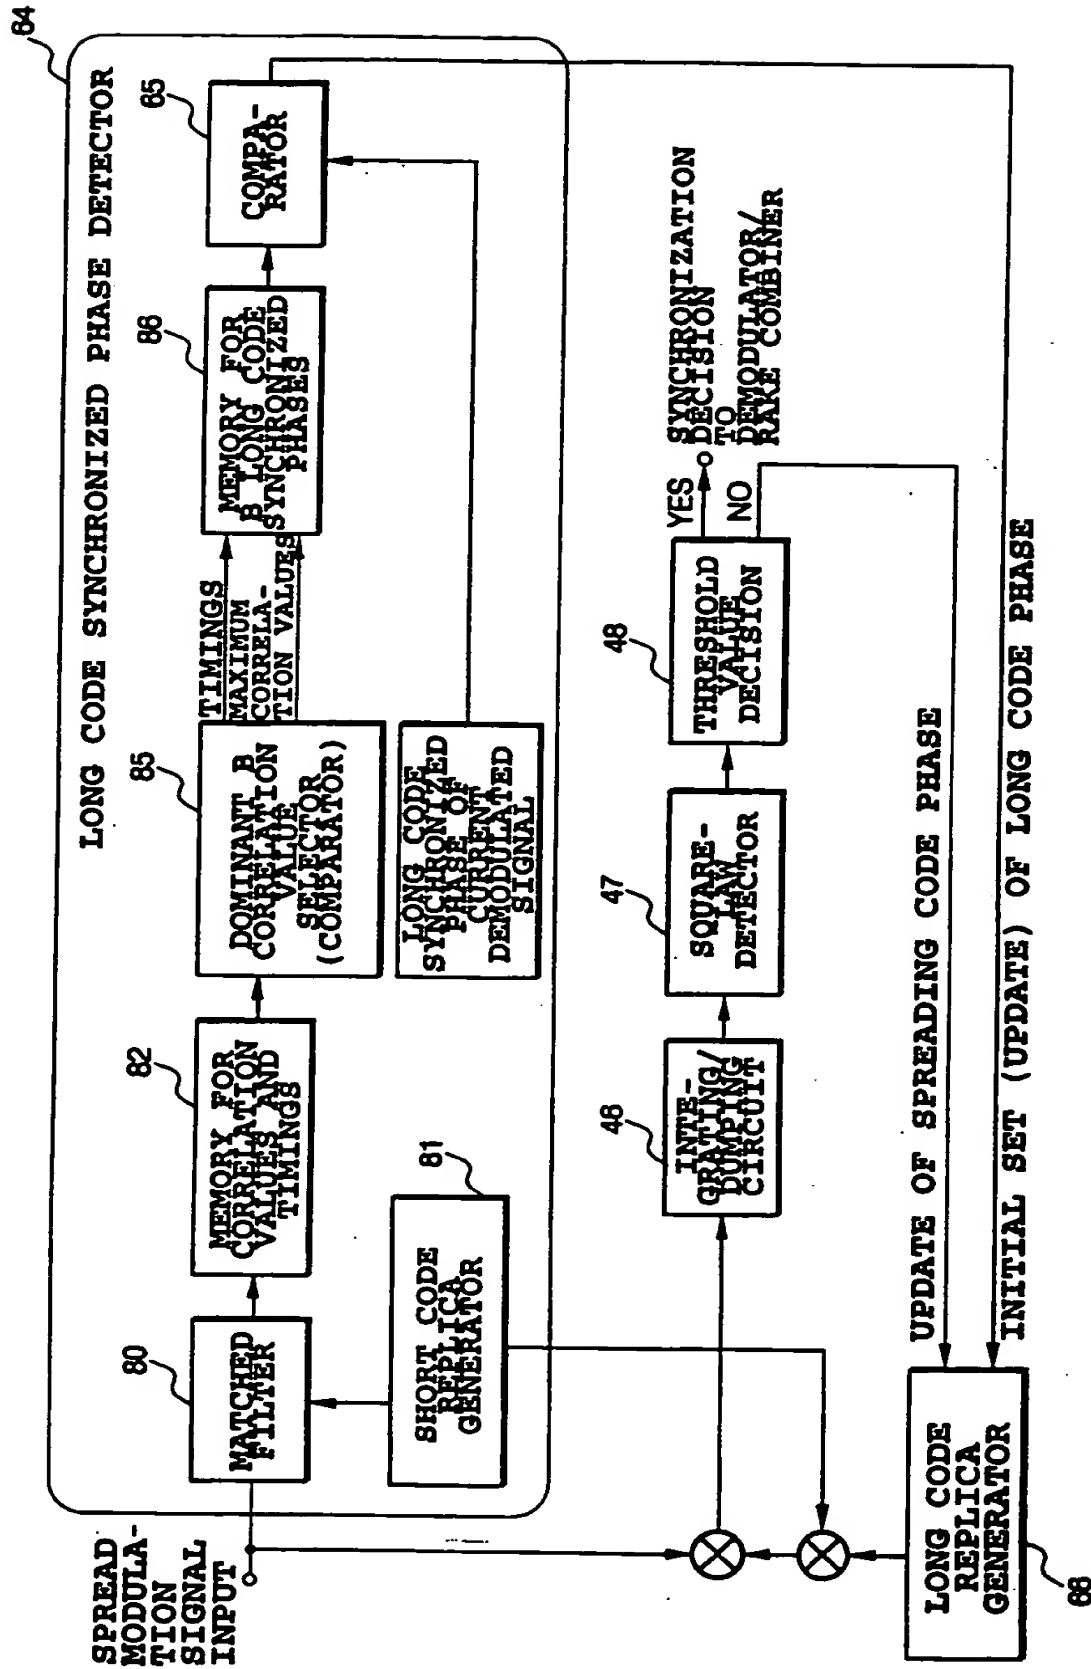 84
LONG CODE SYNCHRONIZED PHASE DETECTOR
SPREAD
MODULA-
TION
SIGNAL
INPUT
80
MATCHED
FILTER
82
MEMORY FOR
CORRELATION
VALUES AND
TIMINGS
85
DOMINANT B
CORRELATION
VALUE
SELECTOR
(COMPARATOR)
TIMINGS
MAXIMUM
CORRELA-
TION VALUES
86
MEMORY FOR
B LONG CODE
SYNCHRONIZED
PHASES
65
COMPA-
RATOR
81
SHORT CODE
REPLICA
GENERATOR
LONG CODE
SYNCHRONIZED
PHASE OF
CURRENT
DEMODULATED
SIGNAL
46
INTE-
GRATING/
DUMPING
CIRCUIT
47
SQUARE-
LAW
DETECTOR
48
THRESHOLD
VALUE
DECISION
YES
NO
SYNCHRONIZATION
DECISION
TO
DEMODULATOR/
RAKE COMBINER
UPDATE OF SPREADING CODE PHASE
INITIAL SET (UPDATE) OF LONG CODE PHASE
LONG CODE
REPLICA
GENERATOR
68